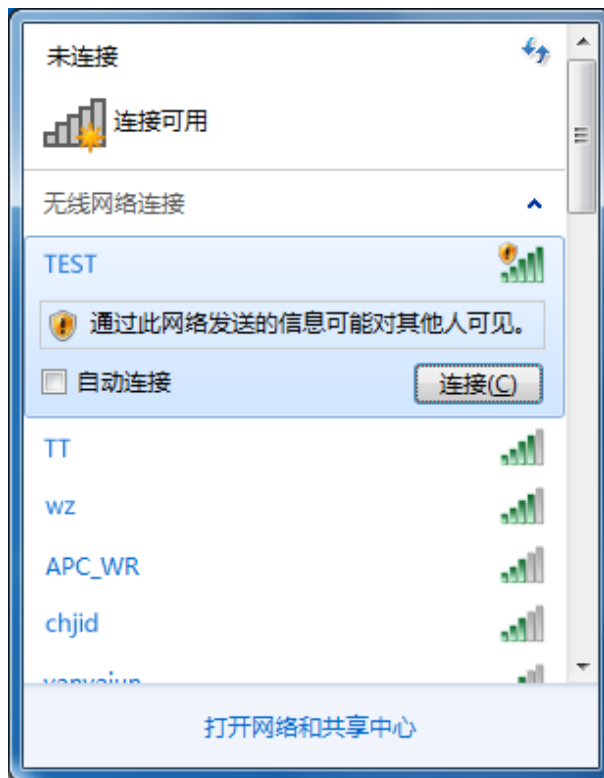 未连接
连接可用
无线网络连接
TEST
通过此网络发送的信息可能对其他人可见。
自动连接
连接(C)
TT
wz
APC_WR
chjid
打开网络和共享中心